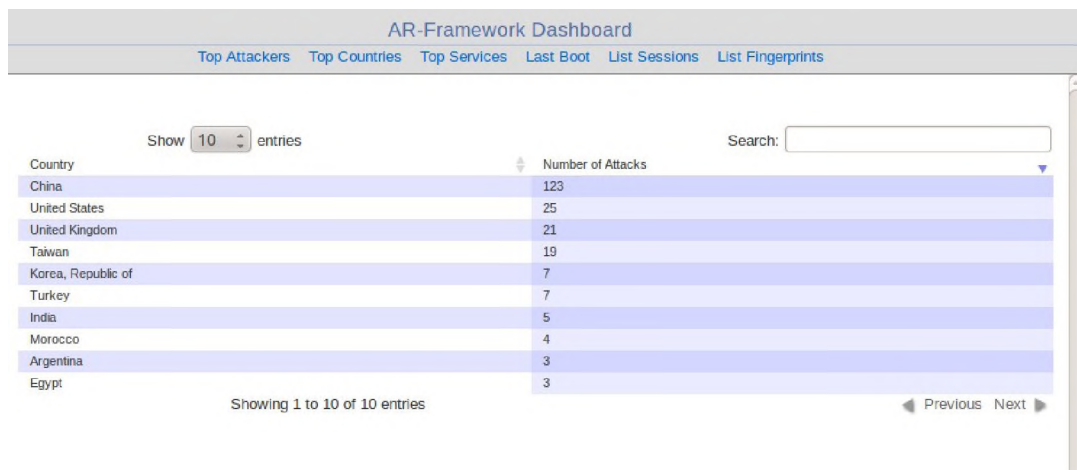 AR-Framework Dashboard
Top Attackers Top Countries Top Services Last Boot List Sessions List Fingerprints
Show 10 entries Search:
Country Number of Attacks
China 123
United States 25
United Kingdom 21
Taiwan 19
Korea, Republic of 7
Turkey 7
India 5
Morocco 4
Argentina 3
Egypt 3
Showing 1 to 10 of 10 entries Previous Next